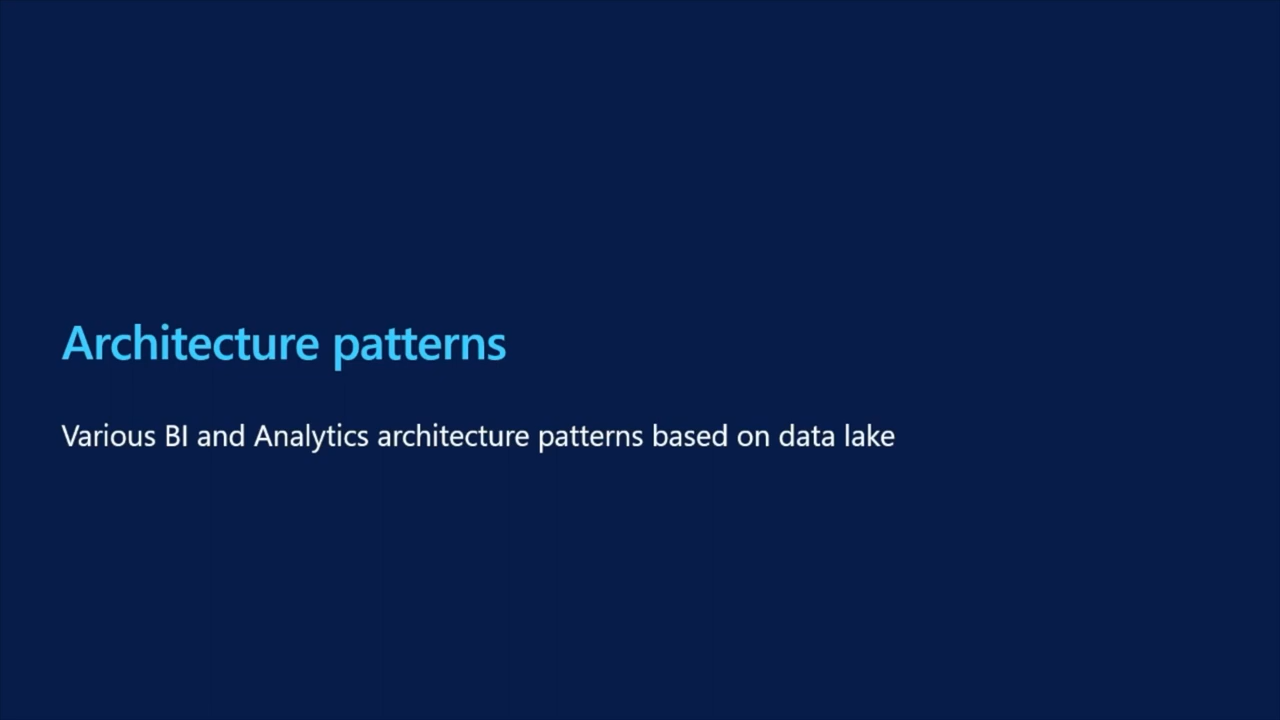 Architecture patterns
Various BI and Analytics architecture patterns based on data lake